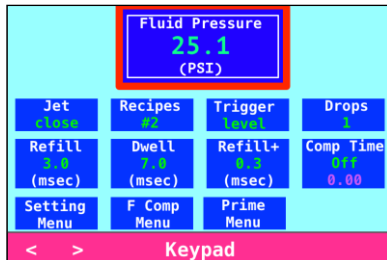 Fluid Pressure
25.1
(PSI)
Jet Recipes Trigger Drops
close #2 level 1
Refill Dwell Refill+ Comp Time
3.0 7.0 0.3 Off
(msec) (msec) (msec) 0.00
Setting F Comp Prime
Menu Menu Menu
< > Keypad